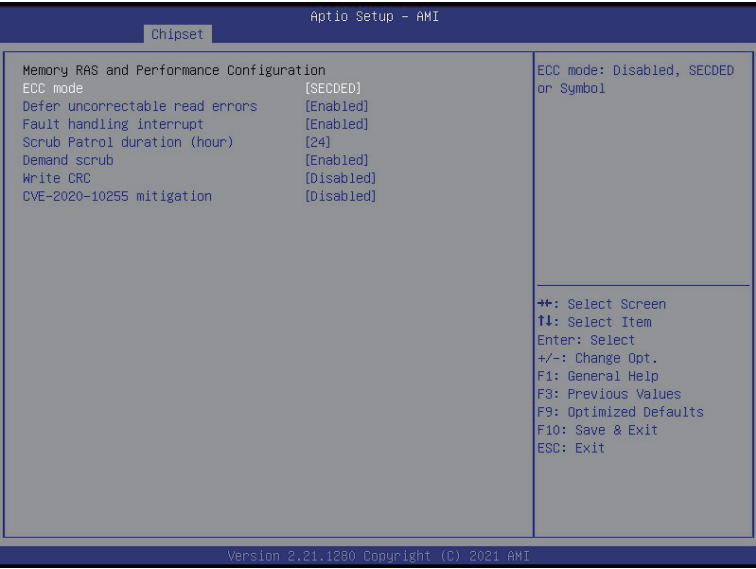 Aptio Setup – AMI
Chipset
Memory RAS and Performance Configuration
ECC mode [SECDED]
Defer uncorrectable read errors [Enabled]
Fault handling interrupt [Enabled]
Scrub Patrol duration (hour) [24]
Demand scrub [Enabled]
Write CRC [Disabled]
CVE-2020-10255 mitigation [Disabled]
ECC mode: Disabled, SECDED
or Symbol
→←: Select Screen
↑↓: Select Item
Enter: Select
+/-: Change Opt.
F1: General Help
F3: Previous Values
F9: Optimized Defaults
F10: Save & Exit
ESC: Exit
Version 2.21.1280 Copyright (C) 2021 AMI